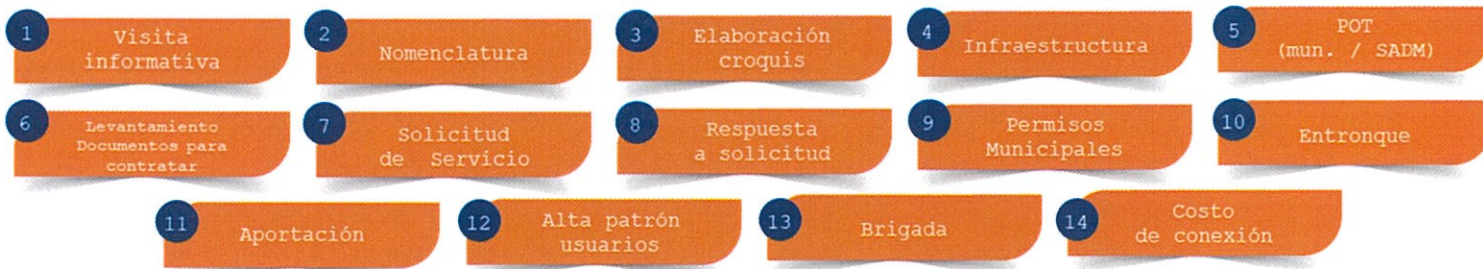 1 Visita
informativa
2 Nomenclatura
3 Elaboración
croquis
4 Infraestructura
5 POT
(mun. / SADM)
6 Levantamiento
Documentos para
contratar
7 Solicitud
de Servicio
8 Respuesta
a solicitud
9 Permisos
Municipales
10 Entronque
11 Aportación
12 Alta patrón
usuarios
13 Brigada
14 Costo
de conexión